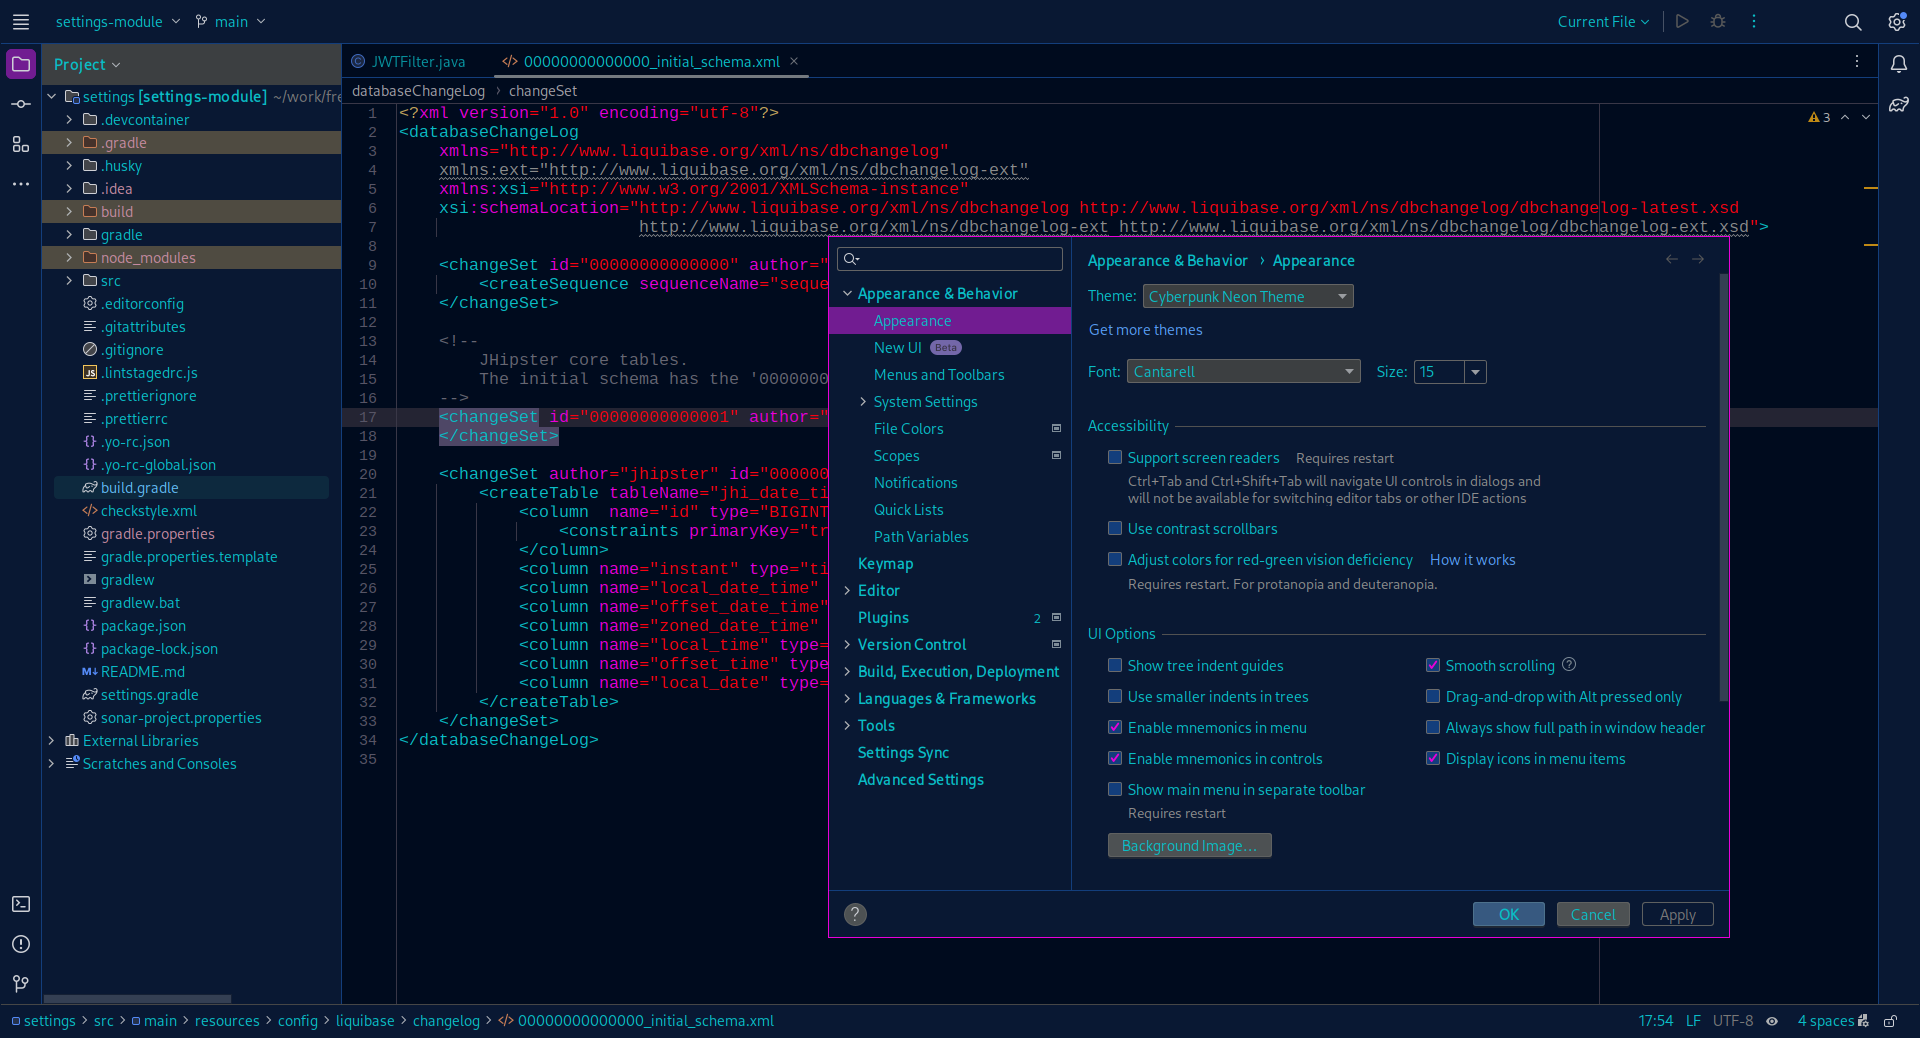 settings-module
main
Current File
Project
JWTFilter.java
00000000000000_initial_schema.xml
databaseChangeLog › changeSet
settings [settings-module] ~/work/fre
.devcontainer
.gradle
.husky
.idea
build
gradle
node_modules
src
.editorconfig
.gitattributes
.gitignore
.lintstagedrc.js
.prettierignore
.prettierrc
.yo-rc.json
.yo-rc-global.json
build.gradle
checkstyle.xml
gradle.properties
gradle.properties.template
gradlew
gradlew.bat
package.json
package-lock.json
README.md
settings.gradle
sonar-project.properties
External Libraries
Scratches and Consoles
3
1 <?xml version="1.0" encoding="utf-8"?>
2 <databaseChangeLog
3 xmlns="http://www.liquibase.org/xml/ns/dbchangelog"
4 xmlns:ext="http://www.liquibase.org/xml/ns/dbchangelog-ext"
5 xmlns:xsi="http://www.w3.org/2001/XMLSchema-instance"
6 xsi:schemaLocation="http://www.liquibase.org/xml/ns/dbchangelog http://www.liquibase.org/xml/ns/dbchangelog/dbchangelog-latest.xsd
7 http://www.liquibase.org/xml/ns/dbchangelog-ext http://www.liquibase.org/xml/ns/dbchangelog/dbchangelog-ext.xsd">
8
9 <changeSet id="00000000000000" author="
10 <createSequence sequenceName="seque
11 </changeSet>
12
13 <!--
14 JHipster core tables.
15 The initial schema has the '0000000
16 -->
17 <changeSet id="00000000000001" author="
18 </changeSet>
19
20 <changeSet author="jhipster" id="000000
21 <createTable tableName="jhi_date_ti
22 <column  name="id" type="BIGINT
23 <constraints primaryKey="tr
24 </column>
25 <column name="instant" type="ti
26 <column name="local_date_time"
27 <column name="offset_date_time"
28 <column name="zoned_date_time"
29 <column name="local_time" type=
30 <column name="offset_time" type
31 <column name="local_date" type=
32 </createTable>
33 </changeSet>
34 </databaseChangeLog>
35
Appearance & Behavior
Appearance
New UI Beta
Menus and Toolbars
System Settings
File Colors
Scopes
Notifications
Quick Lists
Path Variables
Keymap
Editor
Plugins 2
Version Control
Build, Execution, Deployment
Languages & Frameworks
Tools
Settings Sync
Advanced Settings
Appearance & Behavior › Appearance
Theme: Cyberpunk Neon Theme
Get more themes
Font: Cantarell Size: 15
Accessibility
Support screen readers Requires restart
Ctrl+Tab and Ctrl+Shift+Tab will navigate UI controls in dialogs and
will not be available for switching editor tabs or other IDE actions
Use contrast scrollbars
Adjust colors for red-green vision deficiency How it works
Requires restart. For protanopia and deuteranopia.
UI Options
Show tree indent guides Smooth scrolling ?
Use smaller indents in trees Drag-and-drop with Alt pressed only
Enable mnemonics in menu Always show full path in window header
Enable mnemonics in controls Display icons in menu items
Show main menu in separate toolbar
Requires restart
Background Image...
? OK Cancel Apply
settings > src > main > resources > config > liquibase > changelog > 00000000000000_initial_schema.xml
17:54 LF UTF-8 4 spaces